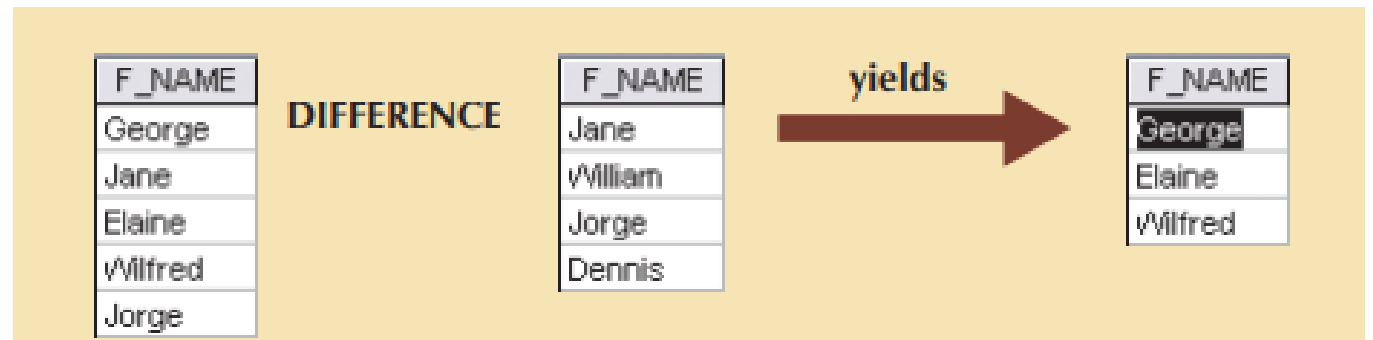 F_NAME
George
Jane
Elaine
Wilfred
Jorge
DIFFERENCE
F_NAME
Jane
William
Jorge
Dennis
yields
F_NAME
George
Elaine
Wilfred